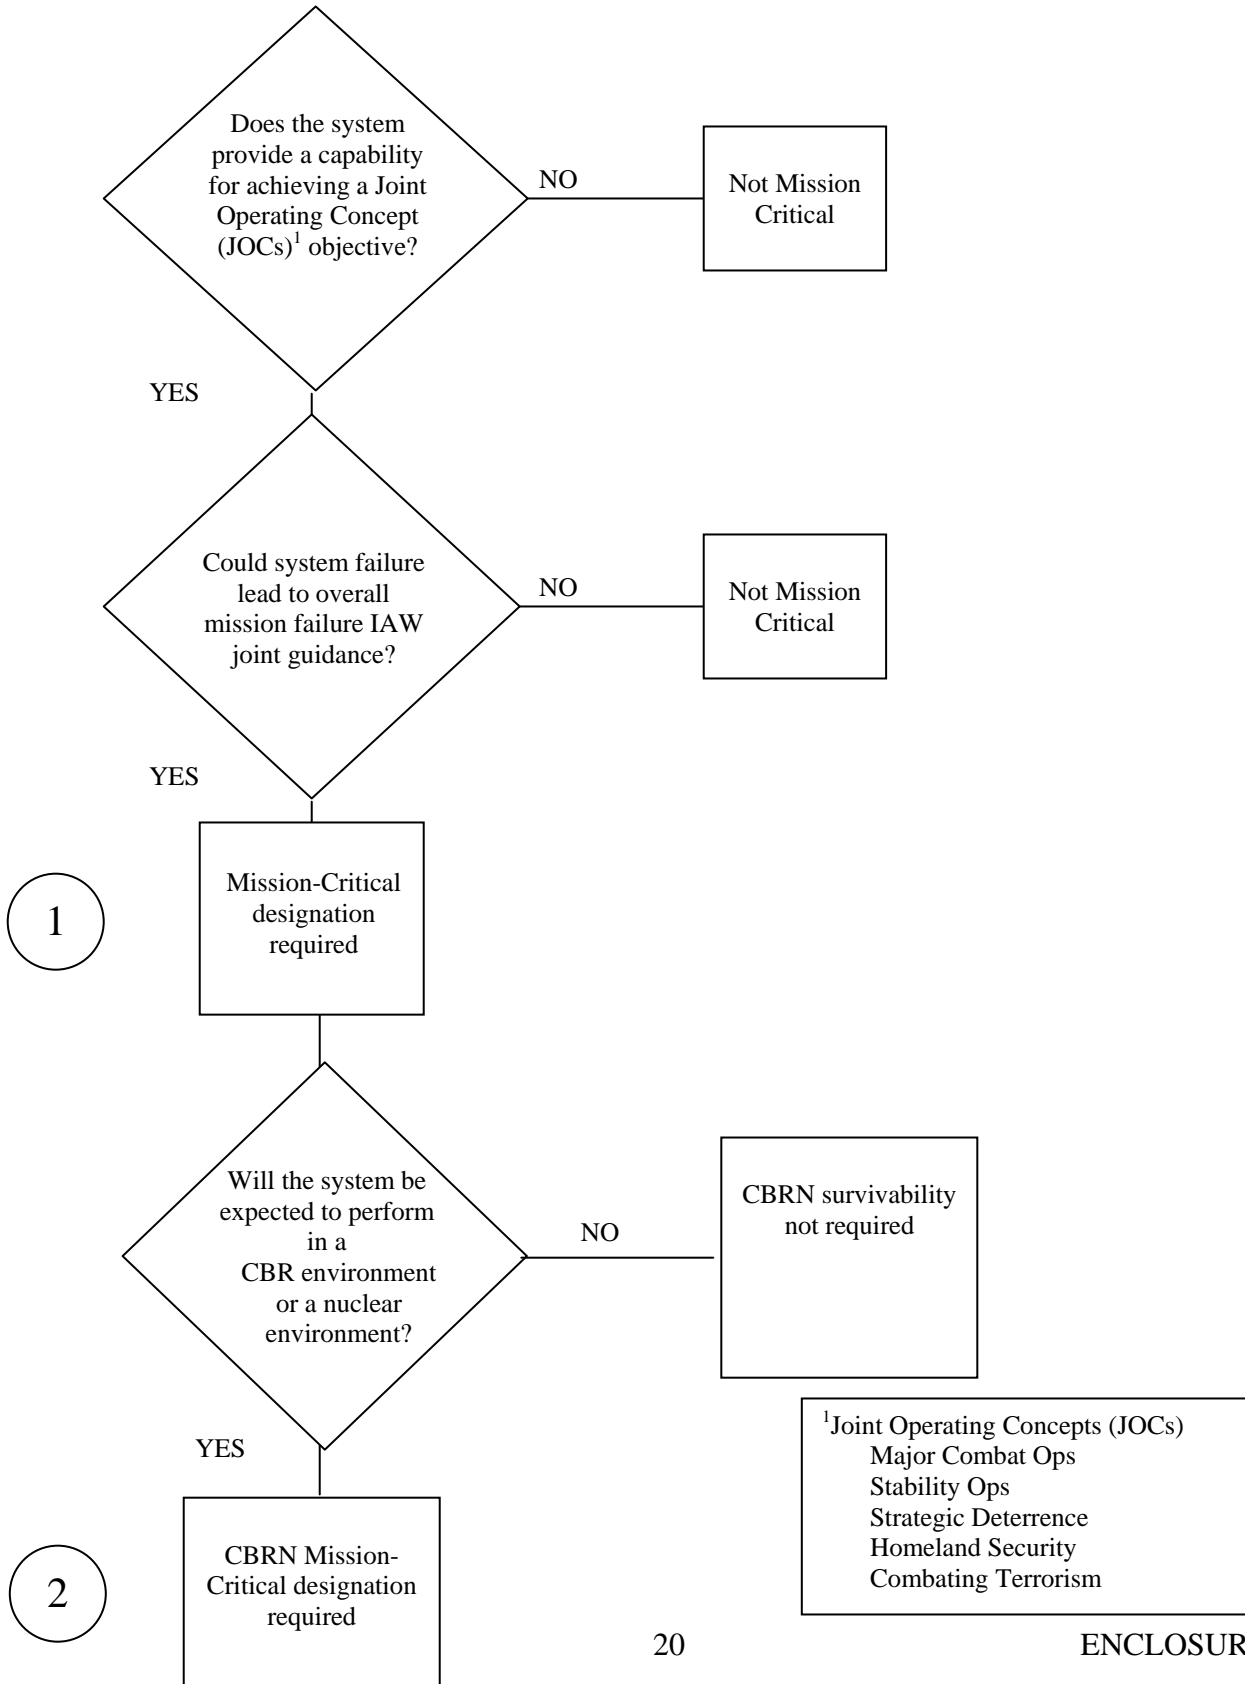 Does the system
provide a capability
for achieving a Joint
Operating Concept
(JOCs)1 objective?
NO
Not Mission
Critical
YES
Could system failure
lead to overall
mission failure IAW
joint guidance?
NO
Not Mission
Critical
YES
1
Mission-Critical
designation
required
Will the system be
expected to perform
in a
CBR environment
or a nuclear
environment?
NO
CBRN survivability
not required
YES
2
CBRN Mission-
Critical designation
required
1Joint Operating Concepts (JOCs)
Major Combat Ops
Stability Ops
Strategic Deterrence
Homeland Security
Combating Terrorism
20
ENCLOSUR